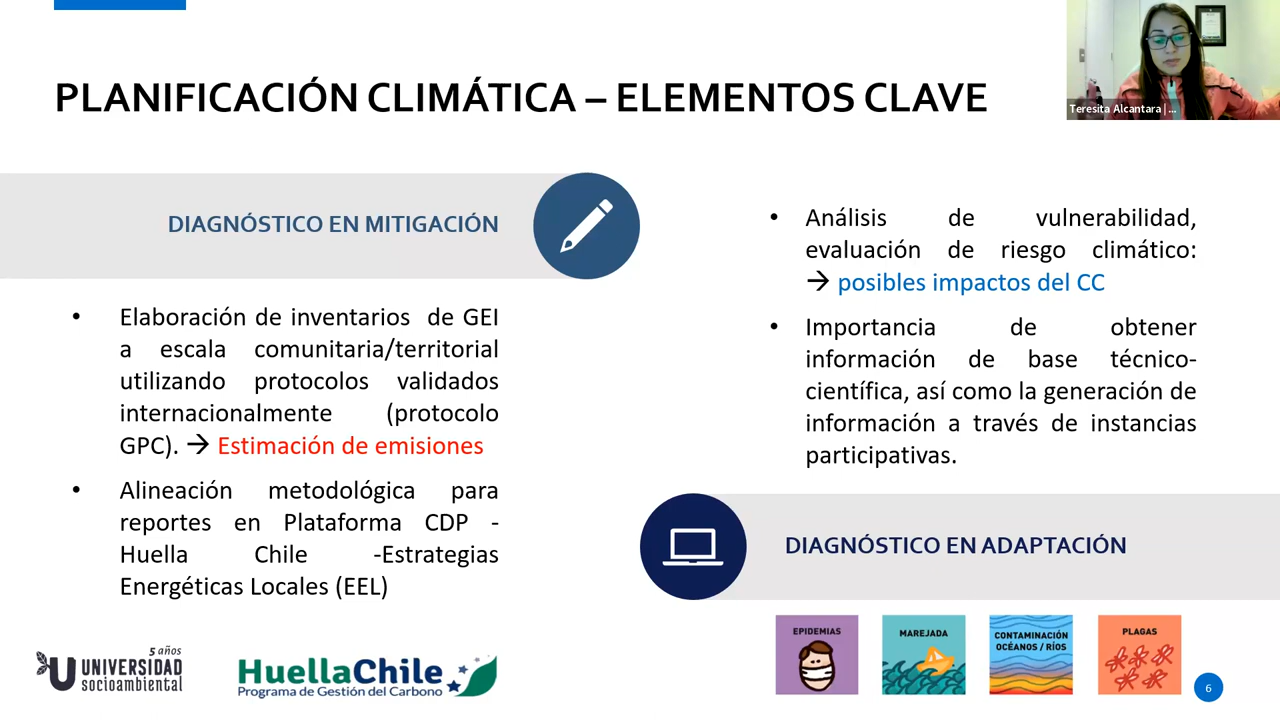 PLANIFICACIÓN CLIMÁTICA – ELEMENTOS CLAVE
Teresita Alcantara | ...
DIAGNÓSTICO EN MITIGACIÓN
• Elaboración de inventarios de GEI
a escala comunitaria/territorial
utilizando protocolos validados
internacionalmente (protocolo
GPC). → Estimación de emisiones
• Alineación metodológica para
reportes en Plataforma CDP -
Huella Chile -Estrategias
Energéticas Locales (EEL)
• Análisis de vulnerabilidad,
evaluación de riesgo climático:
→ posibles impactos del CC
• Importancia de obtener
información de base técnico-
científica, así como la generación de
información a través de instancias
participativas.
DIAGNÓSTICO EN ADAPTACIÓN
5 años
UNIVERSIDAD
socioambiental
HuellaChile
Programa de Gestión del Carbono
EPIDEMIAS
MAREJADA
CONTAMINACIÓN
OCÉANOS / RÍOS
PLAGAS
6